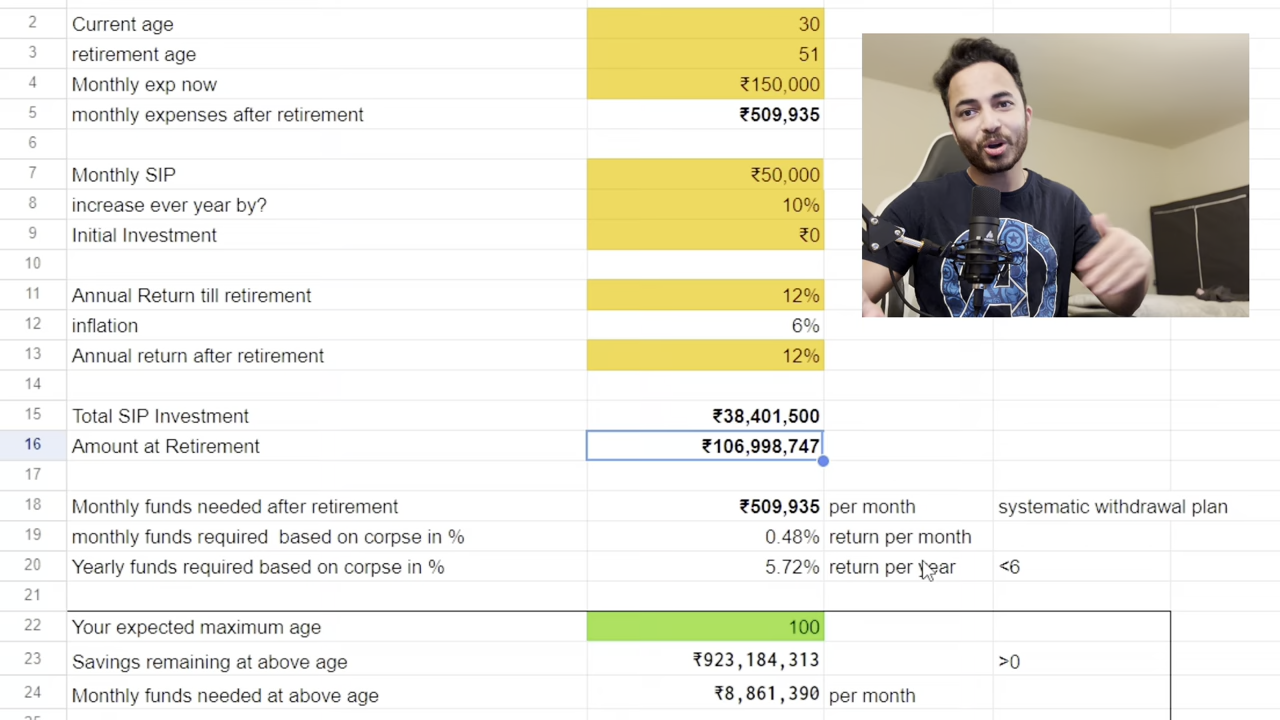 2 Current age 30
3 retirement age 51
4 Monthly exp now ₹150,000
5 monthly expenses after retirement ₹509,935
6
7 Monthly SIP ₹50,000
8 increase ever year by? 10%
9 Initial Investment ₹0
10
11 Annual Return till retirement 12%
12 inflation 6%
13 Annual return after retirement 12%
14
15 Total SIP Investment ₹38,401,500
16 Amount at Retirement ₹106,998,747
17
18 Monthly funds needed after retirement ₹509,935 per month systematic withdrawal plan
19 monthly funds required based on corpse in % 0.48% return per month
20 Yearly funds required based on corpse in % 5.72% return per year <6
21
22 Your expected maximum age 100
23 Savings remaining at above age ₹923,184,313 >0
24 Monthly funds needed at above age ₹8,861,390 per month